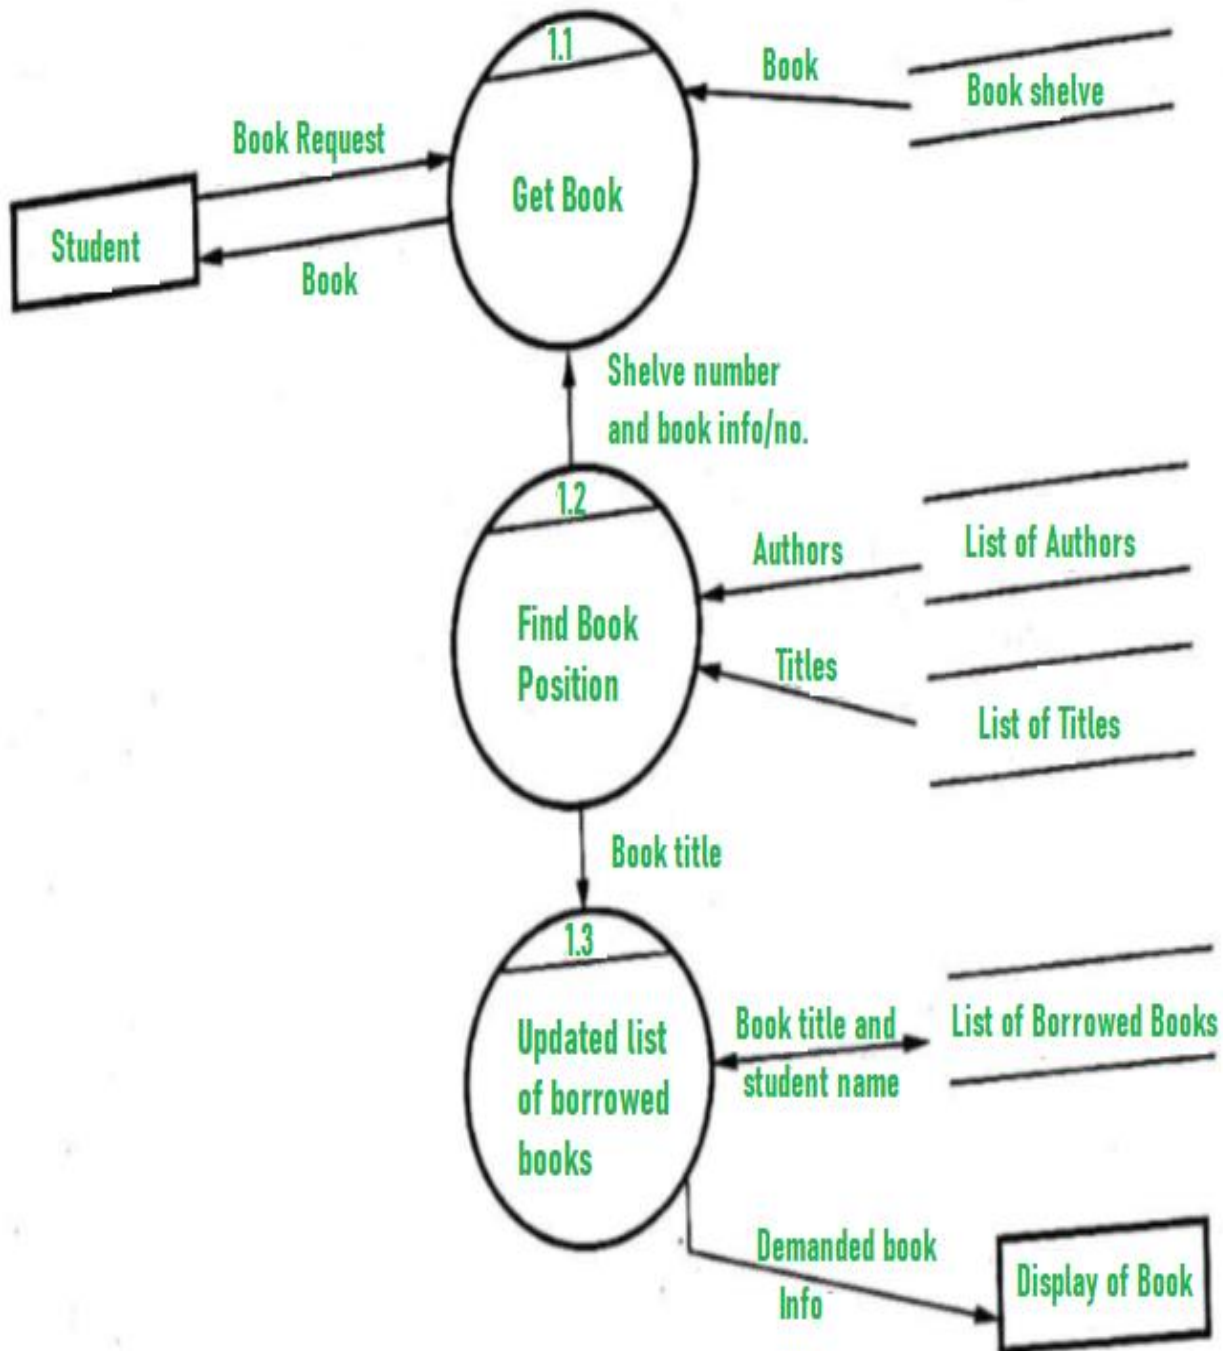 1.1
Book
Book shelve
Book Request
Get Book
Student
Book
Shelve number
and book info/no.
1.2
Authors
List of Authors
Find Book
Position
Titles
List of Titles
Book title
1.3
Updated list
of borrowed
books
Book title and
student name
List of Borrowed Books
Demanded book
Info
Display of Book